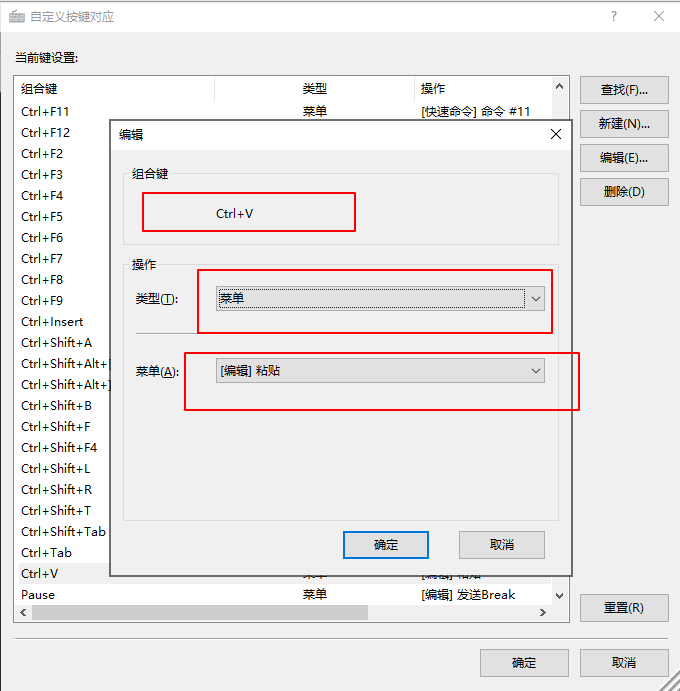 自定义按键对应
当前键设置:
组合键 类型 操作
Ctrl+F11 菜单 [快速命令] 命令 #11
Ctrl+F12
Ctrl+F2
Ctrl+F3
Ctrl+F4
Ctrl+F5
Ctrl+F6
Ctrl+F7
Ctrl+F8
Ctrl+F9
Ctrl+Insert
Ctrl+Shift+A
Ctrl+Shift+Alt+[
Ctrl+Shift+Alt+]
Ctrl+Shift+B
Ctrl+Shift+F
Ctrl+Shift+F4
Ctrl+Shift+L
Ctrl+Shift+R
Ctrl+Shift+T
Ctrl+Shift+Tab
Ctrl+Tab
Ctrl+V
Pause 菜单 [编辑] 发送Break
查找(F)...
新建(N)...
编辑(E)...
删除(D)
重置(R)
确定 取消
编辑
组合键
Ctrl+V
操作
类型(T): 菜单
菜单(A): [编辑] 粘贴
确定 取消